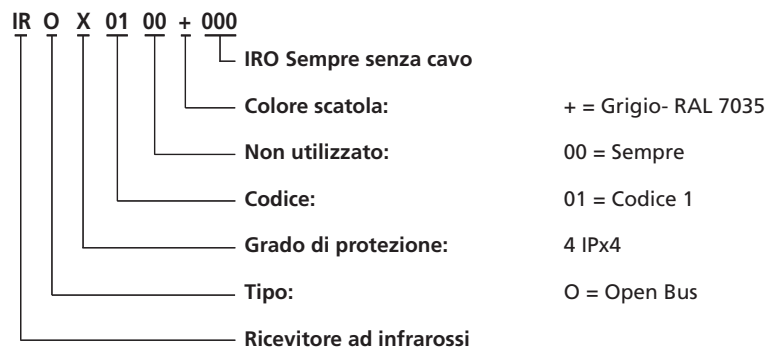 IR O X 01 00 + 000
IRO Sempre senza cavo
Colore scatola: + = Grigio- RAL 7035
Non utilizzato: 00 = Sempre
Codice: 01 = Codice 1
Grado di protezione: 4 IPx4
Tipo: O = Open Bus
Ricevitore ad infrarossi